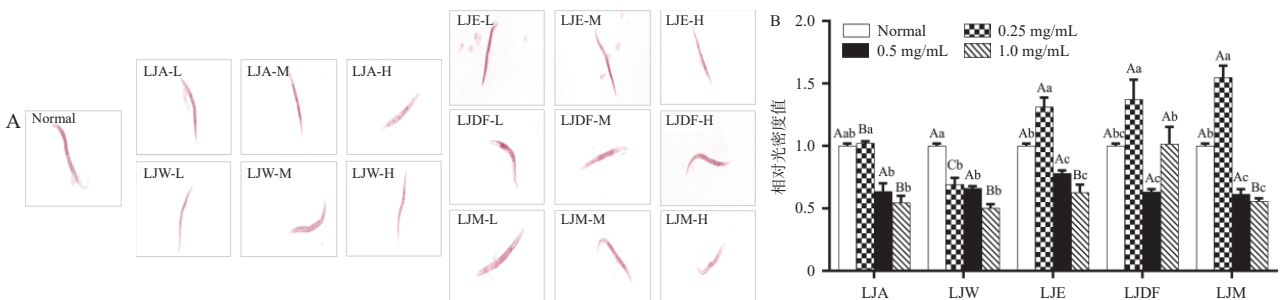 A
Normal
LJA-L
LJA-M
LJA-H
LJW-L
LJW-M
LJW-H
LJE-L
LJE-M
LJE-H
LJDF-L
LJDF-M
LJDF-H
LJM-L
LJM-M
LJM-H
B
Normal
0.25 mg/mL
0.5 mg/mL
1.0 mg/mL
相对光密度值
2.0
1.5
1.0
0.5
0
Aab Ba Ab Bb
Aa Cb Ab Bb
Ab Aa Ac Bc
Abc Aa Ac Ab
Ab Aa Ac Bc
LJA LJW LJE LJDF LJM